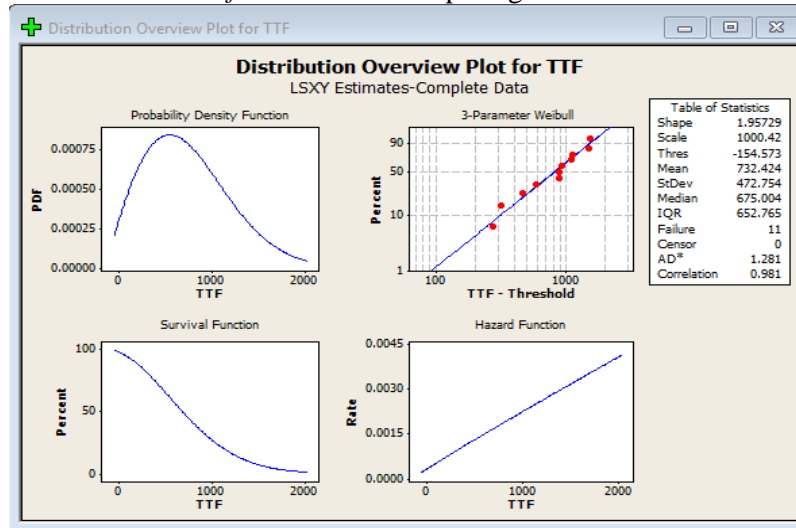 Distribution Overview Plot for TTF
Distribution Overview Plot for TTF
LSXY Estimates-Complete Data
Probability Density Function
PDF
0.00075
0.00050
0.00025
0.00000
0 1000 2000
TTF
3-Parameter Weibull
Percent
90
50
10
1
100 1000
TTF - Threshold
Table of Statistics
Shape 1.95729
Scale 1000.42
Thres -154.573
Mean 732.424
StDev 472.754
Median 675.004
IQR 652.765
Failure 11
Censor 0
AD* 1.281
Correlation 0.981
Survival Function
Percent
100
50
0
0 1000 2000
TTF
Hazard Function
Rate
0.0045
0.0030
0.0015
0.0000
0 1000 2000
TTF